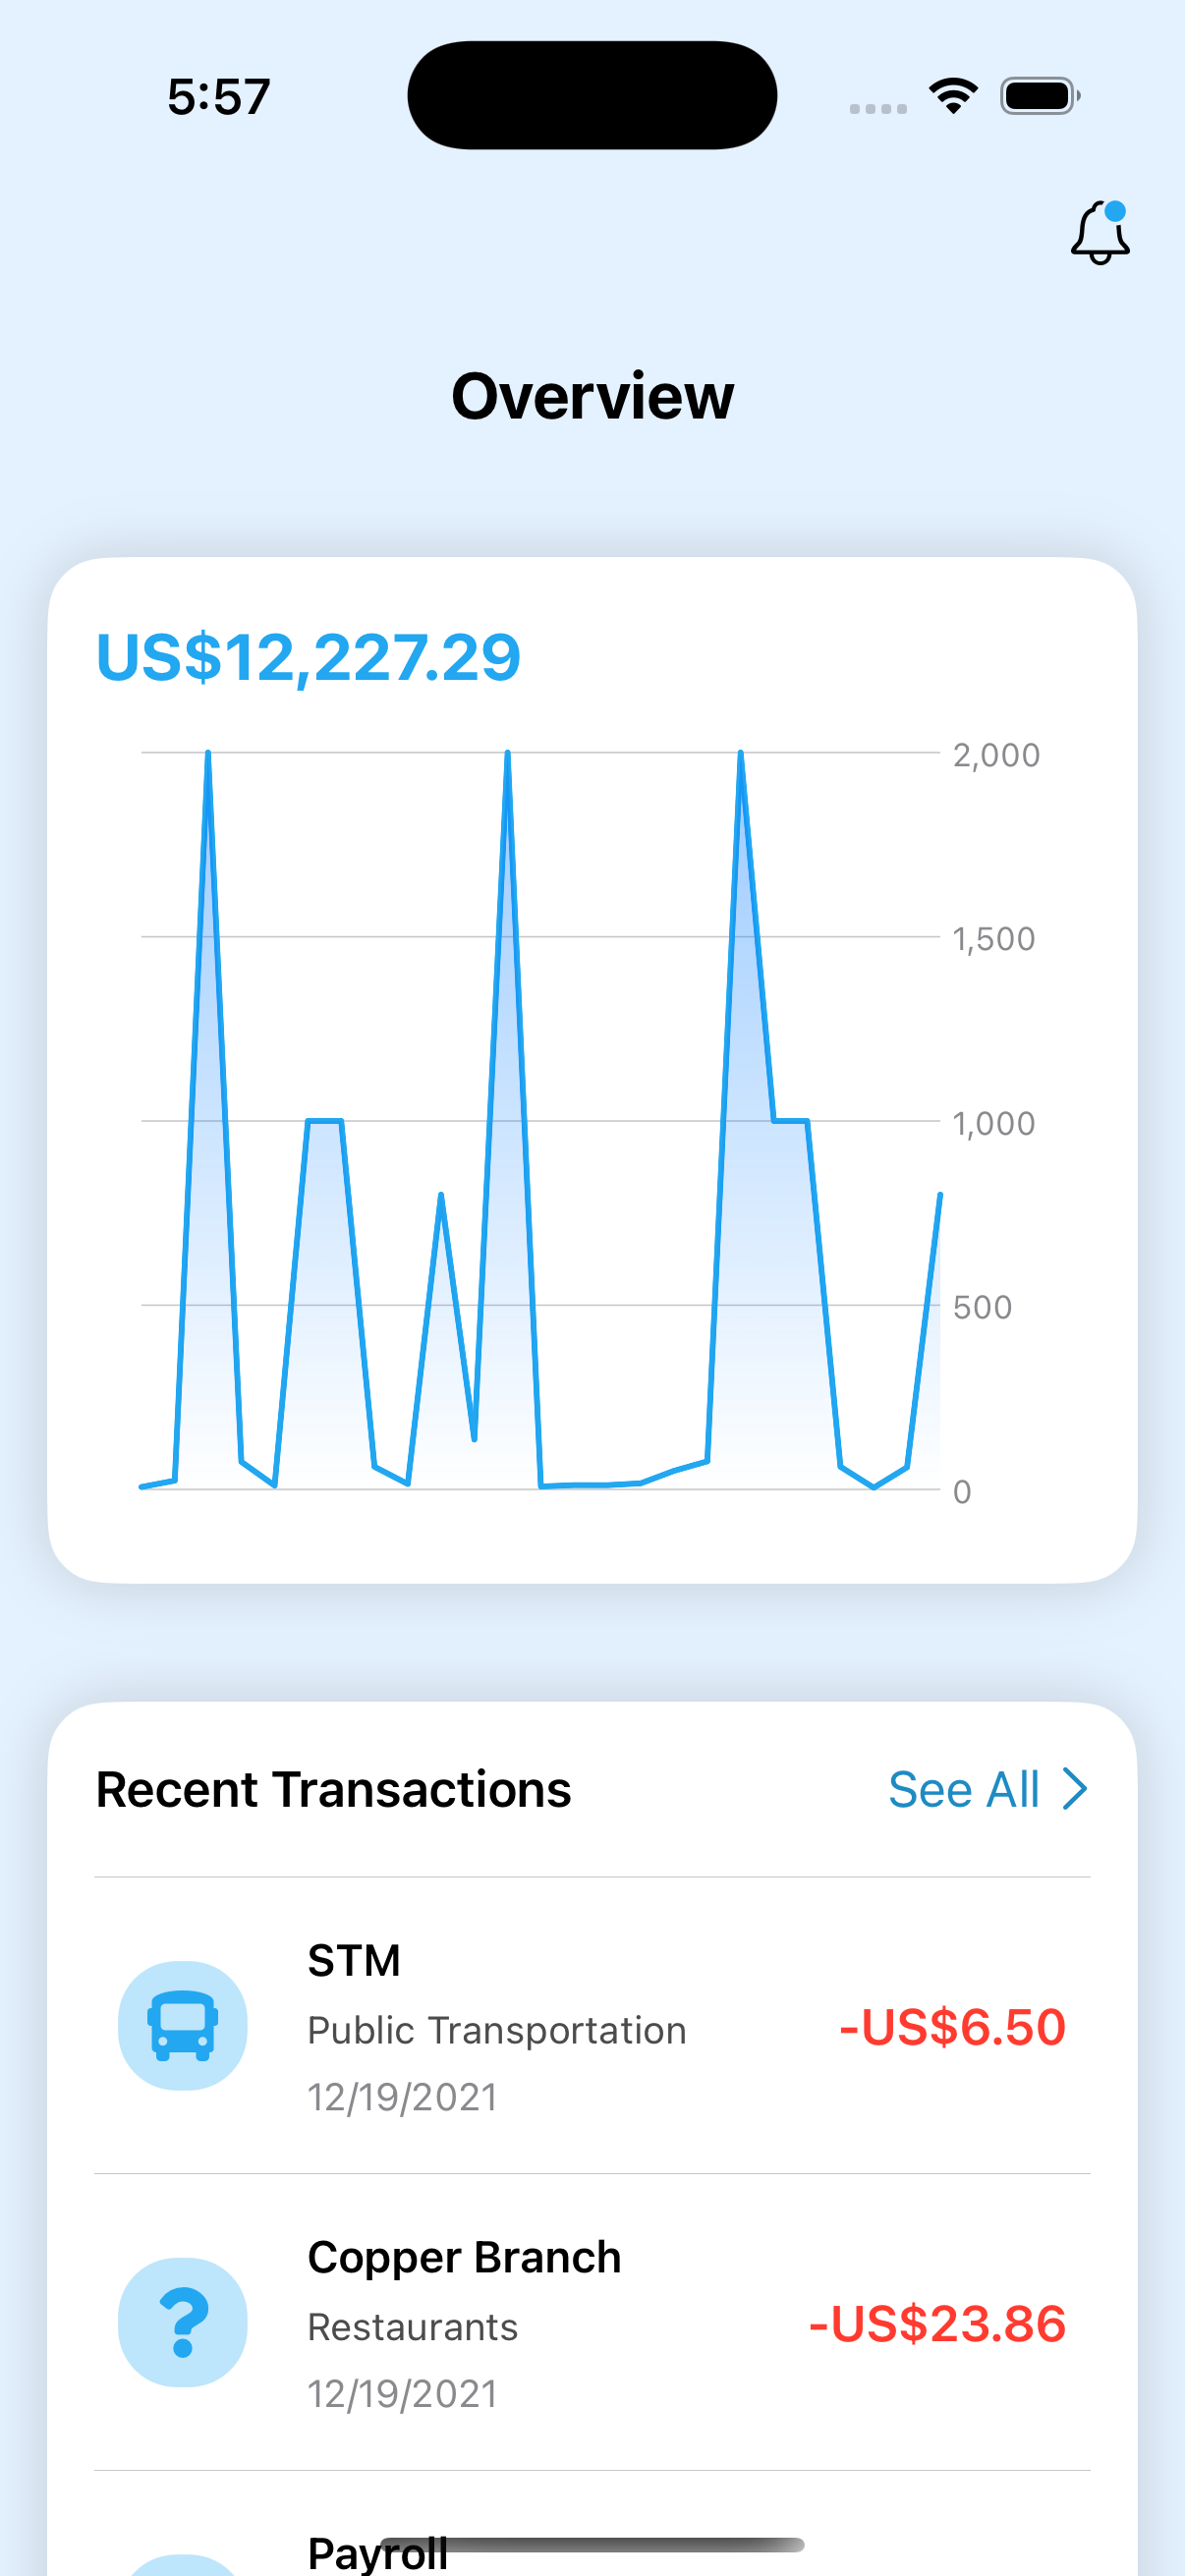 5:57
Overview
US$12,227.29
2,000
1,500
1,000
500
0
Recent Transactions
See All
STM
Public Transportation
-US$6.50
12/19/2021
Copper Branch
Restaurants
-US$23.86
12/19/2021
Payroll